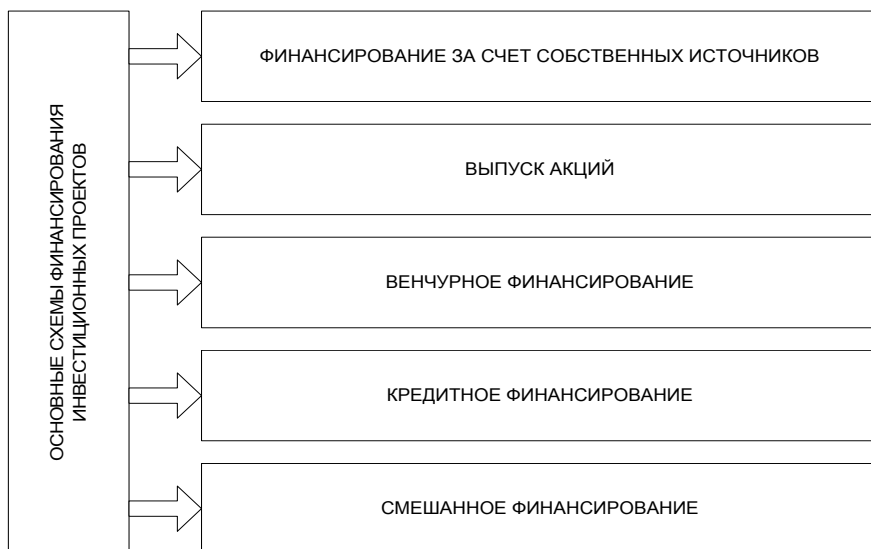 ОСНОВНЫЕ СХЕМЫ ФИНАНСИРОВАНИЯ
ИНВЕСТИЦИОННЫХ ПРОЕКТОВ
ФИНАНСИРОВАНИЕ ЗА СЧЕТ СОБСТВЕННЫХ ИСТОЧНИКОВ
ВЫПУСК АКЦИЙ
ВЕНЧУРНОЕ ФИНАНСИРОВАНИЕ
КРЕДИТНОЕ ФИНАНСИРОВАНИЕ
СМЕШАННОЕ ФИНАНСИРОВАНИЕ